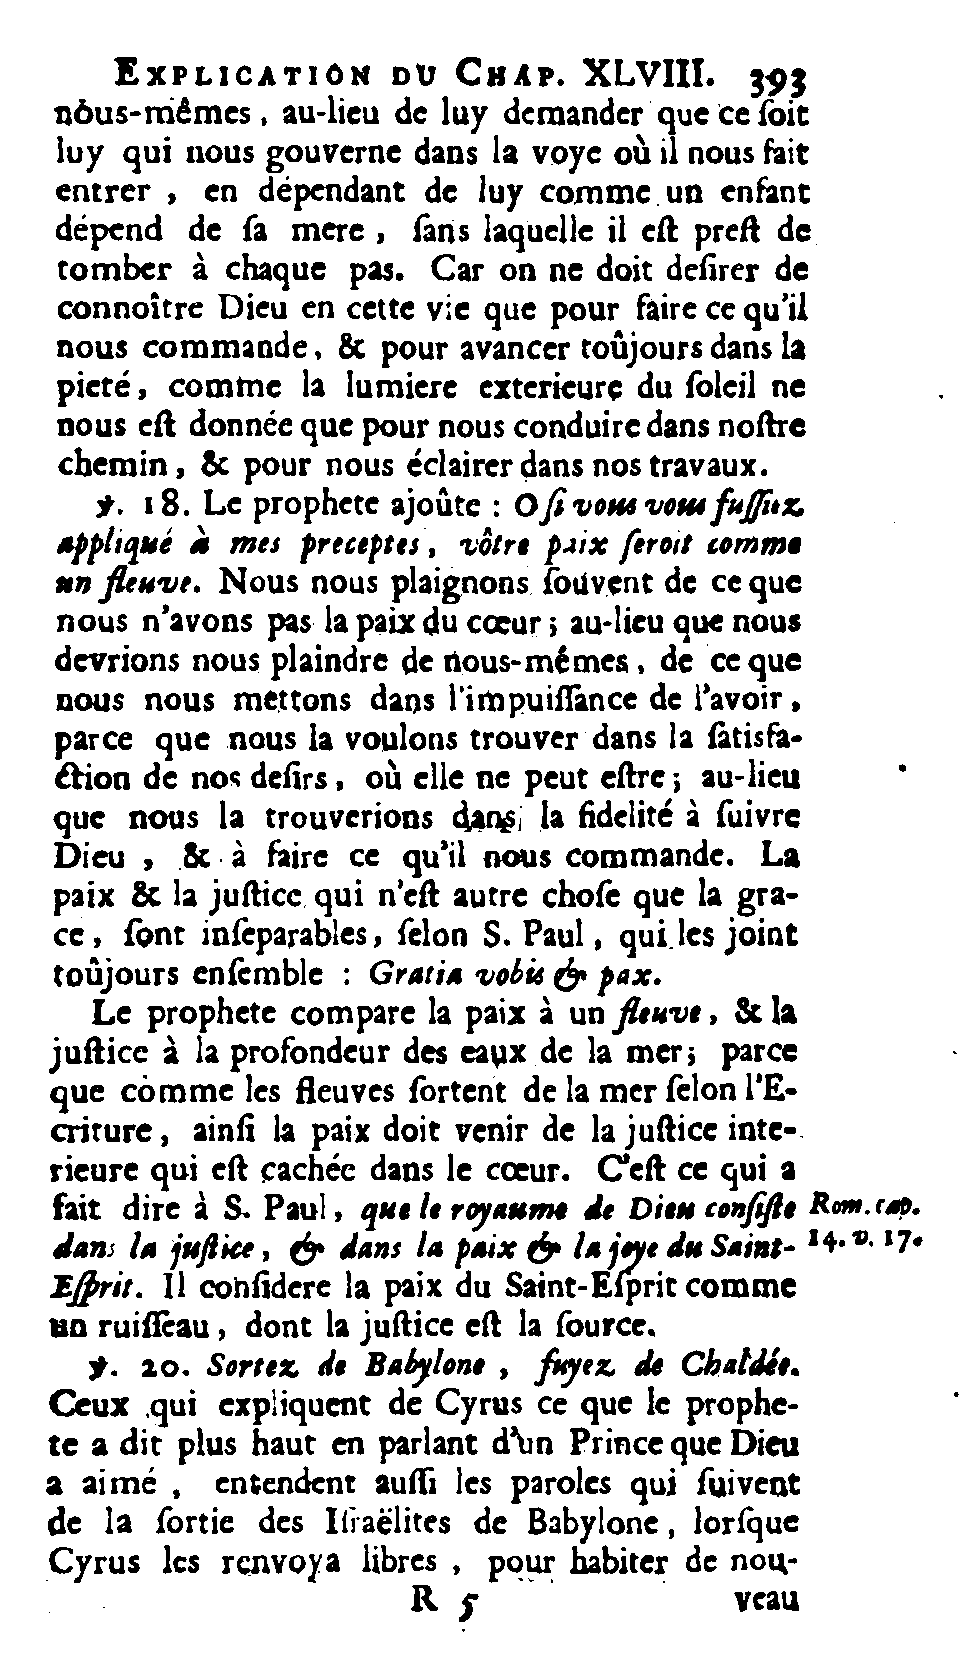 EXPLICATION DU CHAP. XLVIII. 393
nous-mêmes, au-lieu de luy demander que ce ſoit
luy qui nous gouverne dans la voye où il nous fait
entrer, en dépendant de luy comme un enfant
dépend de ſa mere, ſans laquelle il eſt preſt de
tomber à chaque pas. Car on ne doit deſirer de
connoître Dieu en cette vie que pour faire ce qu'il
nous commande, & pour avancer toûjours dans la
pieté, comme la lumiere exterieure du ſoleil ne
nous eſt donnée que pour nous conduire dans noſtre
chemin, & pour nous éclairer dans nos travaux.
℣. 18. Le prophete ajoûte : O ſi vous vous fuſſiez
appliqué à mes preceptes, vôtre paix ſeroit comme
un fleuve. Nous nous plaignons ſouvent de ce que
nous n'avons pas la paix du cœur ; au-lieu que nous
devrions nous plaindre de nous-mêmes, de ce que
nous nous mettons dans l'impuiſſance de l'avoir,
parce que nous la voulons trouver dans la ſatisfa-
ction de nos deſirs, où elle ne peut eſtre ; au-lieu
que nous la trouverions dans la fidelité à ſuivre
Dieu, & à faire ce qu'il nous commande. La
paix & la juſtice qui n'eſt autre choſe que la gra-
ce, ſont inſeparables, ſelon S. Paul, qui les joint
toûjours enſemble : Gratia vobis & pax.
Le prophete compare la paix à un fleuve, & la
juſtice à la profondeur des eaux de la mer ; parce
que comme les fleuves ſortent de la mer ſelon l'E-
criture, ainſi la paix doit venir de la juſtice inte-
rieure qui eſt cachée dans le cœur. C'eſt ce qui a
fait dire à S. Paul, que le royaume de Dieu conſiſte Rom. cap.
dans la juſtice, & dans la paix & la joye du Saint- 14. v. 17.
Eſprit. Il conſidere la paix du Saint-Eſprit comme
un ruiſſeau, dont la juſtice eſt la ſource.
℣. 20. Sortez de Babylone, fuyez de Chaldée.
Ceux qui expliquent de Cyrus ce que le prophe-
te a dit plus haut en parlant d'un Prince que Dieu
a aimé, entendent auſſi les paroles qui ſuivent
de la ſortie des Iſraëlites de Babylone, lorſque
Cyrus les renvoya libres, pour habiter de nou-
R 5 veau